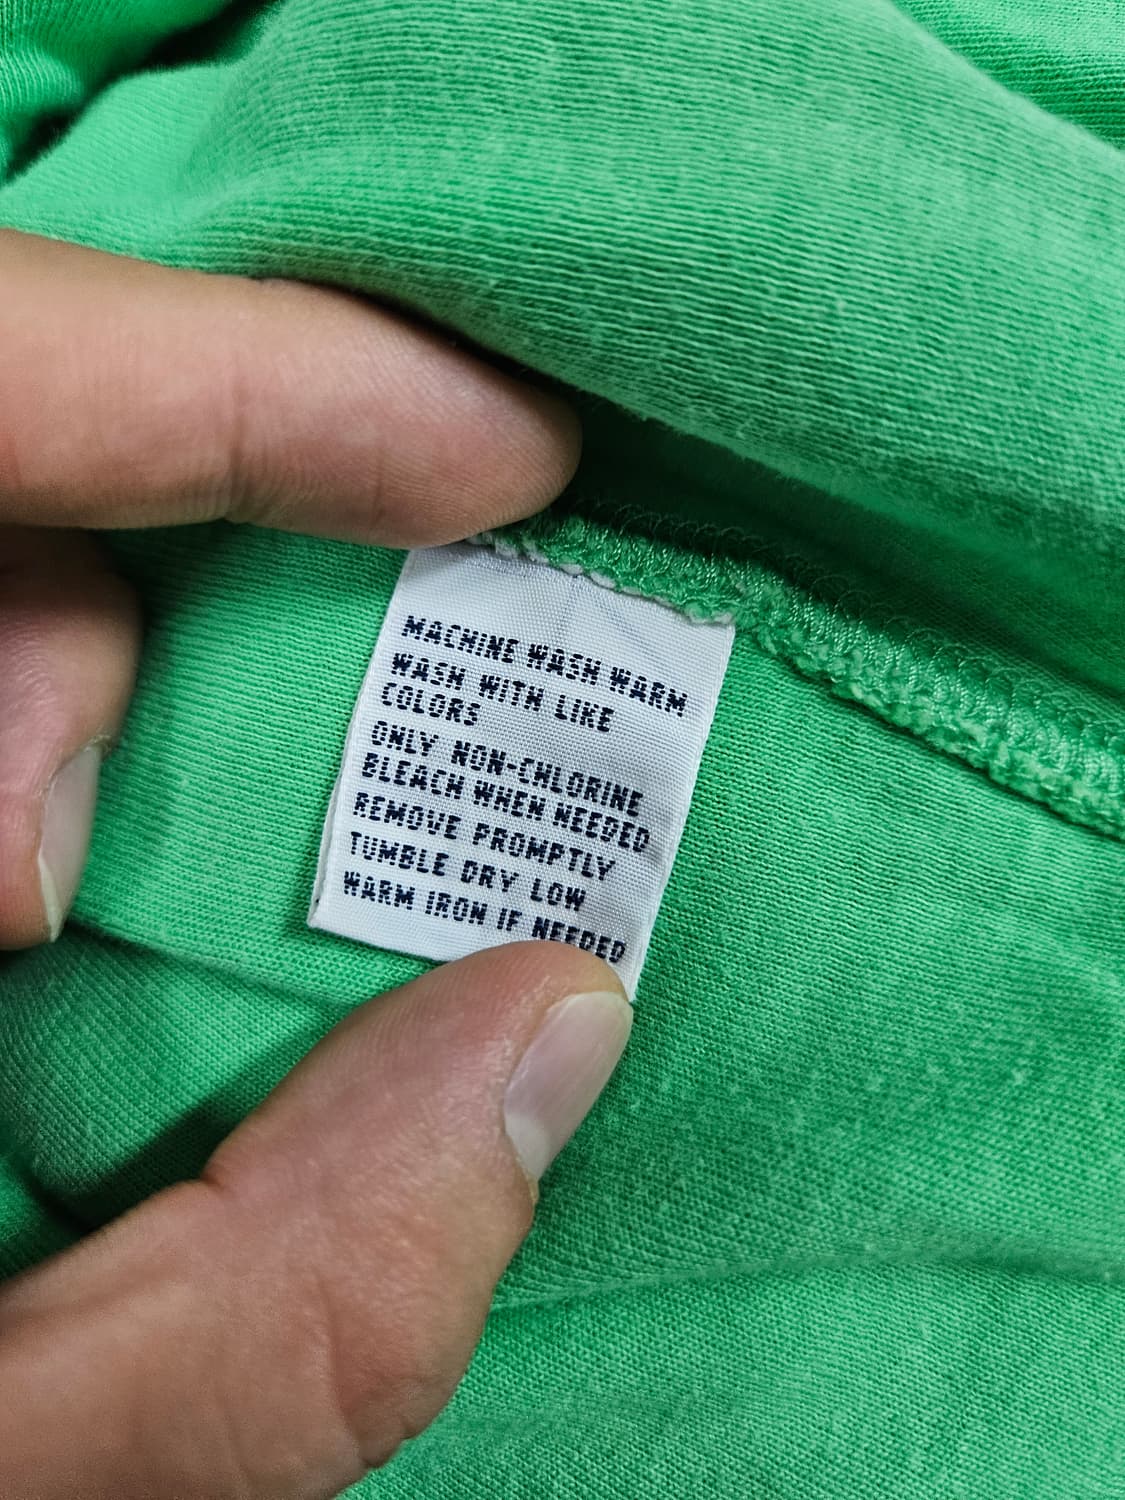 MACHINE WASH WARM
WASH WITH LIKE
COLORS
ONLY NON-CHLORINE
BLEACH WHEN NEEDED
REMOVE PROMPTLY
TUMBLE DRY LOW
WARM IRON IF NEEDED